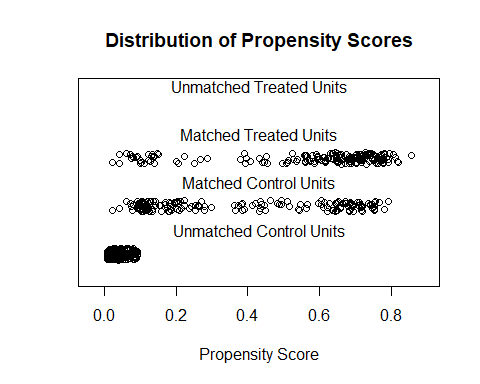 Distribution of Propensity Scores
Unmatched Treated Units
Matched Treated Units
Matched Control Units
Unmatched Control Units
0.0 0.2 0.4 0.6 0.8
Propensity Score